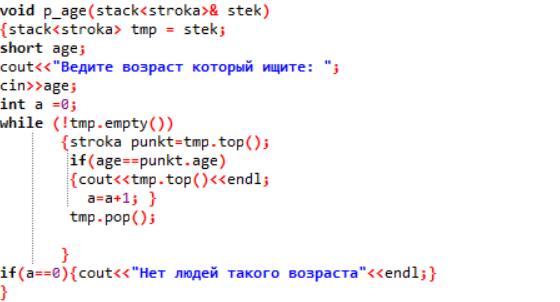 void p_age(stack<stroka>& stek)
{stack<stroka> tmp = stek;
short age;
cout<<"Ведите возраст который ищите: ";
cin>>age;
int a =0;
while (!tmp.empty())
{stroka punkt=tmp.top();
if(age==punkt.age)
{cout<<tmp.top()<<endl;
a=a+1; }
tmp.pop();
}
if(a==0){cout<<"Нет людей такого возраста"<<endl;}
}